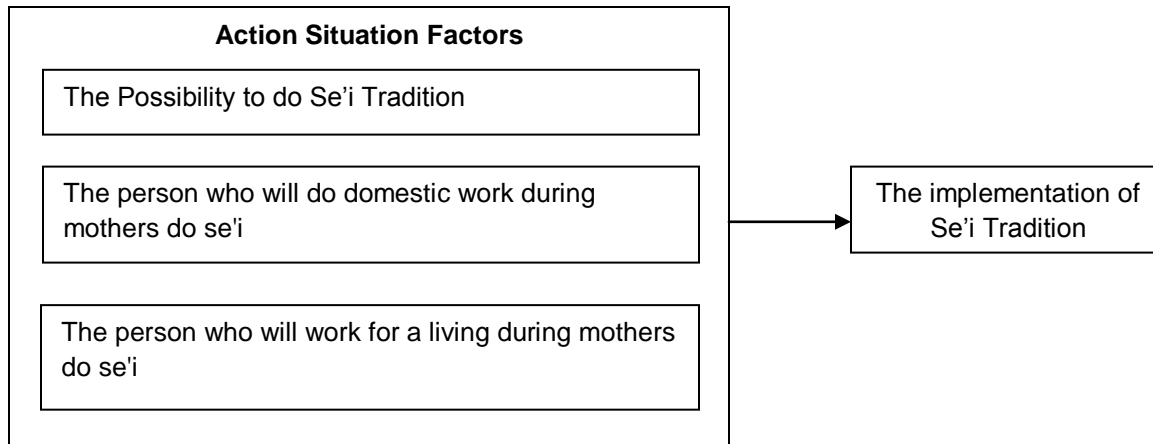 Action Situation Factors
The Possibility to do Se’i Tradition
The person who will do domestic work during
mothers do se'i
The person who will work for a living during mothers
do se'i
The implementation of
Se’i Tradition